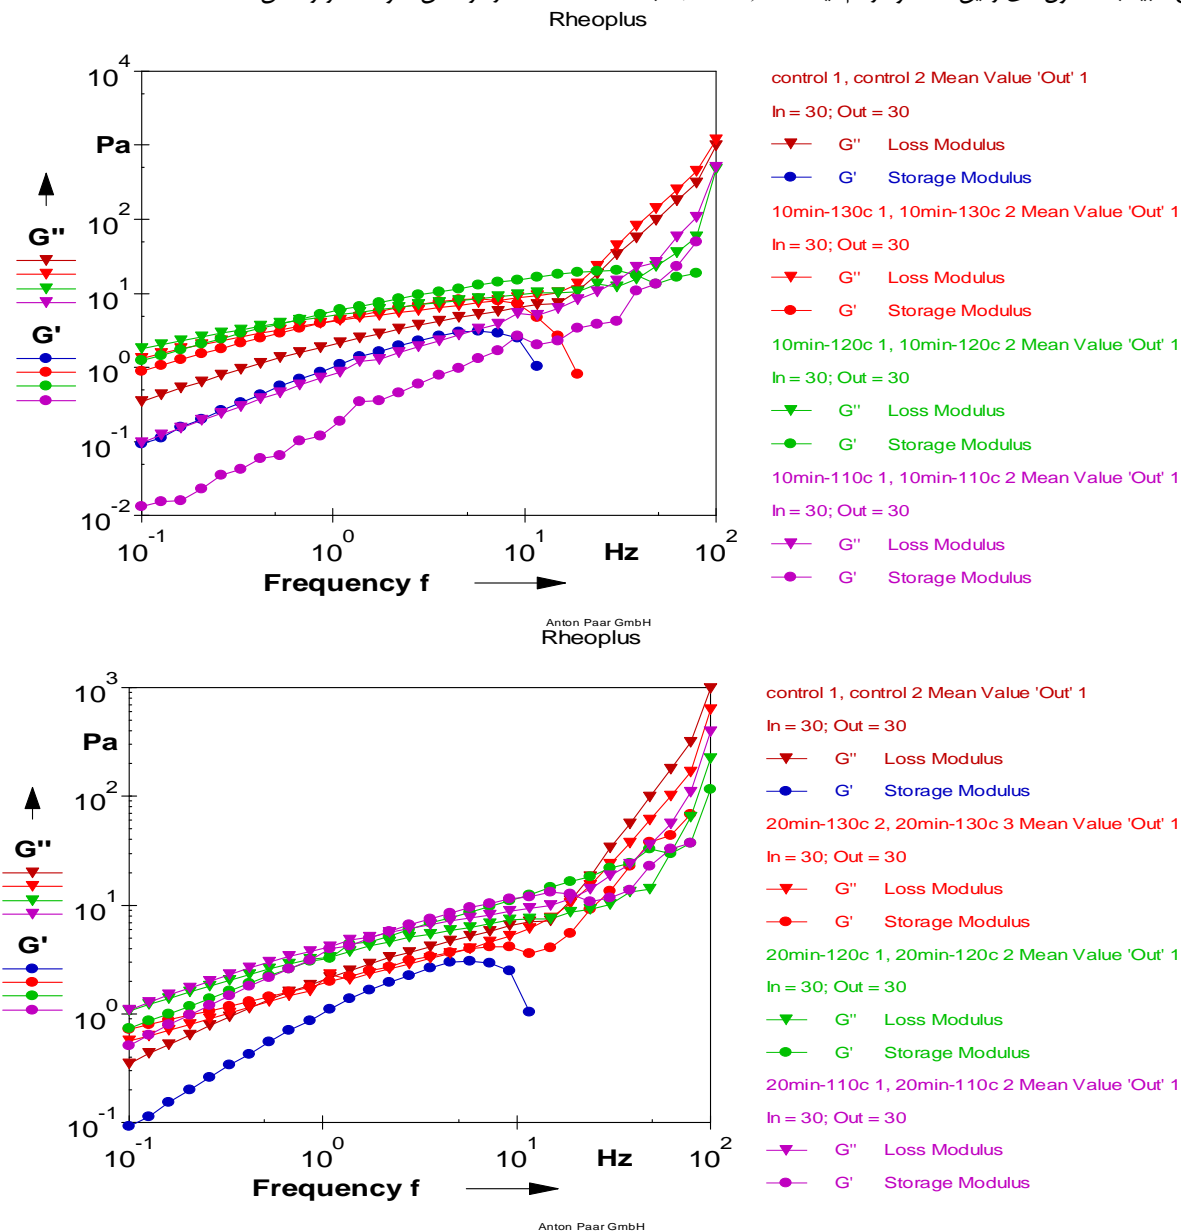 Rheoplus
10^4
Pa
10^2
10^1
10^0
10^-1
10^-2
G''
G'
10^-1
10^0
10^1
Hz
10^2
Frequency f
Anton Paar GmbH
control 1, control 2 Mean Value 'Out' 1
In = 30; Out = 30
G'' Loss Modulus
G' Storage Modulus
10min-130c 1, 10min-130c 2 Mean Value 'Out' 1
In = 30; Out = 30
G'' Loss Modulus
G' Storage Modulus
10min-120c 1, 10min-120c 2 Mean Value 'Out' 1
In = 30; Out = 30
G'' Loss Modulus
G' Storage Modulus
10min-110c 1, 10min-110c 2 Mean Value 'Out' 1
In = 30; Out = 30
G'' Loss Modulus
G' Storage Modulus
Rheoplus
10^3
Pa
10^2
10^1
10^0
10^-1
G''
G'
10^-1
10^0
10^1
Hz
10^2
Frequency f
Anton Paar GmbH
control 1, control 2 Mean Value 'Out' 1
In = 30; Out = 30
G'' Loss Modulus
G' Storage Modulus
20min-130c 2, 20min-130c 3 Mean Value 'Out' 1
In = 30; Out = 30
G'' Loss Modulus
G' Storage Modulus
20min-120c 1, 20min-120c 2 Mean Value 'Out' 1
In = 30; Out = 30
G'' Loss Modulus
G' Storage Modulus
20min-110c 1, 20min-110c 2 Mean Value 'Out' 1
In = 30; Out = 30
G'' Loss Modulus
G' Storage Modulus